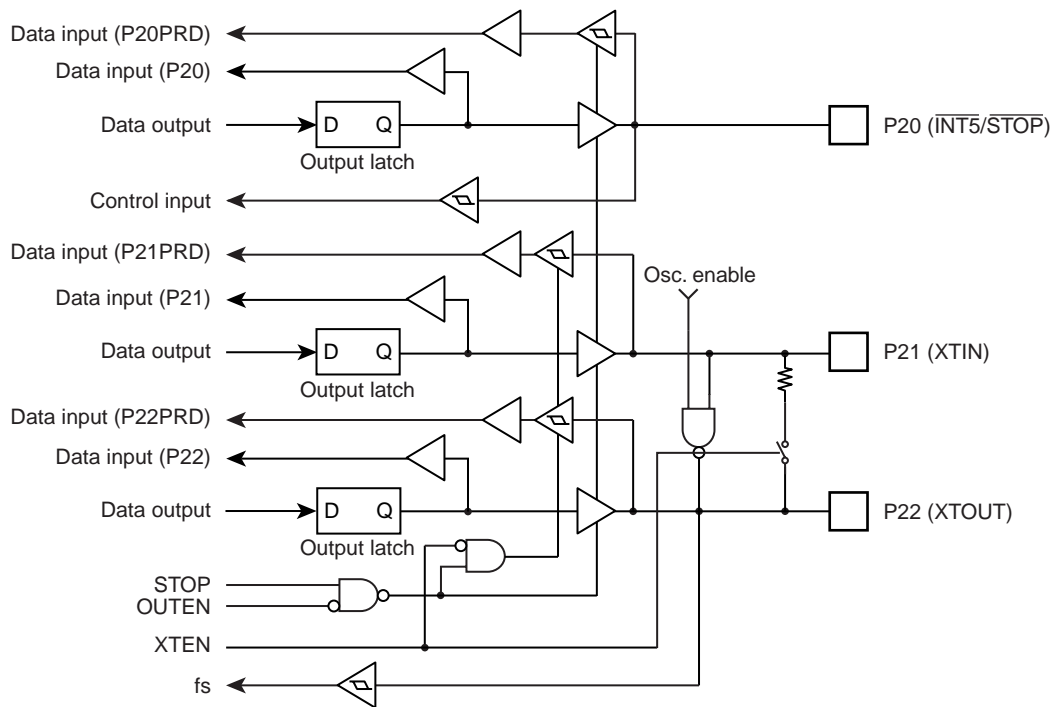 Data input (P20PRD)
Data input (P20)
Data output
D Q
Output latch
P20 (I̅N̅T̅5̅/S̅T̅O̅P̅)
Control input
Data input (P21PRD)
Osc. enable
Data input (P21)
Data output
D Q
Output latch
P21 (XTIN)
Data input (P22PRD)
Data input (P22)
Data output
D Q
Output latch
P22 (XTOUT)
STOP
OUTEN
XTEN
fs